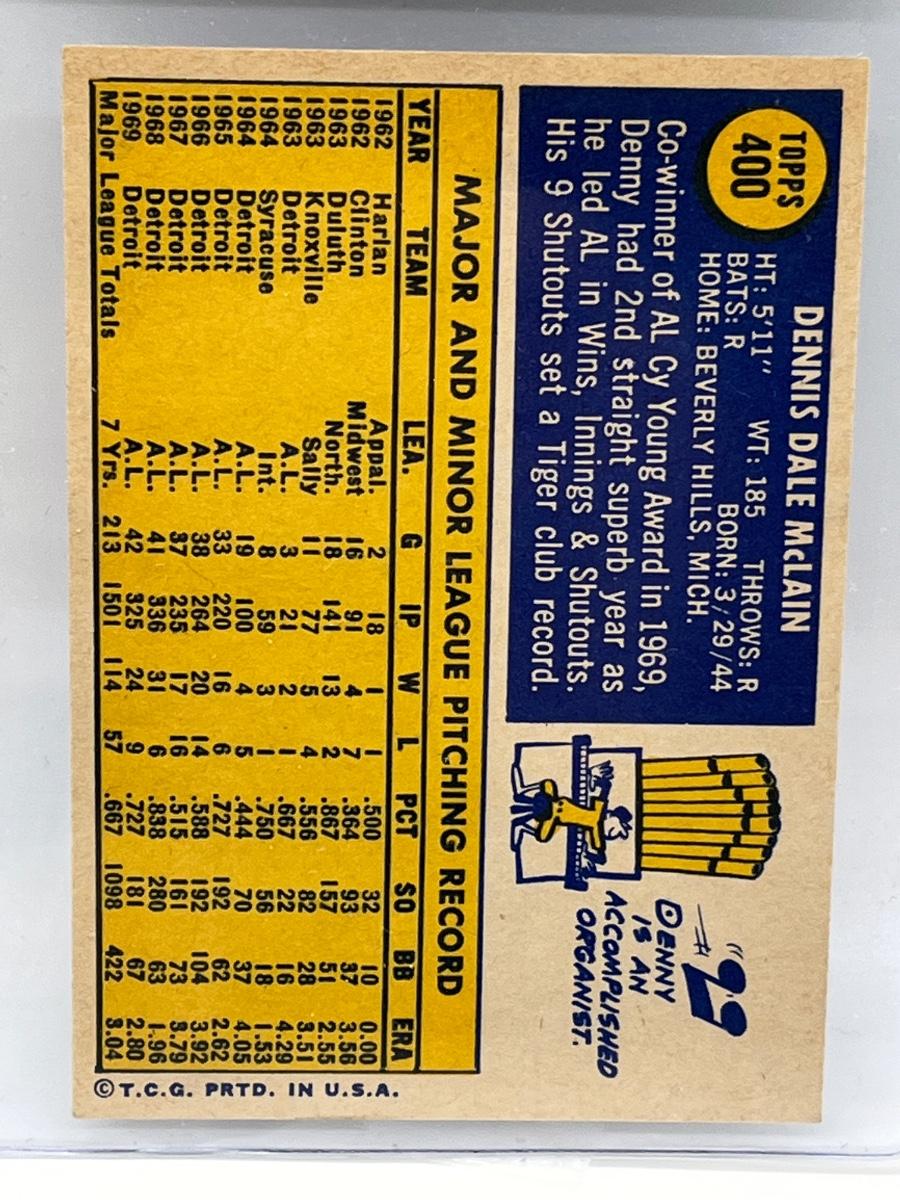 TOPPS
400
DENNIS DALE McLAIN
HT: 5'11" WT: 185 THROWS: R
BATS: R BORN: 3/29/44
HOME: BEVERLY HILLS, MICH.
Co-winner of AL Cy Young Award in 1969,
Denny had 2nd straight superb year as
he led AL in Wins, Innings & Shutouts.
His 9 Shutouts set a Tiger club record.
DENNY
IS AN
ACCOMPLISHED
ORGANIST.
MAJOR AND MINOR LEAGUE PITCHING RECORD
YEAR TEAM LEA. G IP W L PCT SO BB ERA
1962 Harlan Appal. 2 18 1 1 .500 32 10 0.00
1962 Clinton Midwest 16 91 4 7 .364 93 37 3.56
1963 Duluth North. 18 141 13 2 .867 157 51 2.55
1963 Knoxville Sally 11 77 5 4 .556 82 28 3.51
1963 Detroit A.L. 3 21 2 1 .667 22 16 4.29
1964 Syracuse Int. 8 59 3 1 .750 56 18 1.53
1964 Detroit A.L. 19 100 4 5 .444 70 37 4.05
1965 Detroit A.L. 33 220 16 6 .727 192 62 2.62
1966 Detroit A.L. 38 264 20 14 .588 192 104 3.92
1967 Detroit A.L. 37 235 17 16 .515 161 73 3.79
1968 Detroit A.L. 41 336 31 6 .838 280 63 1.96
1969 Detroit A.L. 42 325 24 9 .727 181 67 2.80
Major League Totals 7 Yrs. 213 1501 114 57 .667 1098 422 3.04
©T.C.G. PRTD. IN U.S.A.